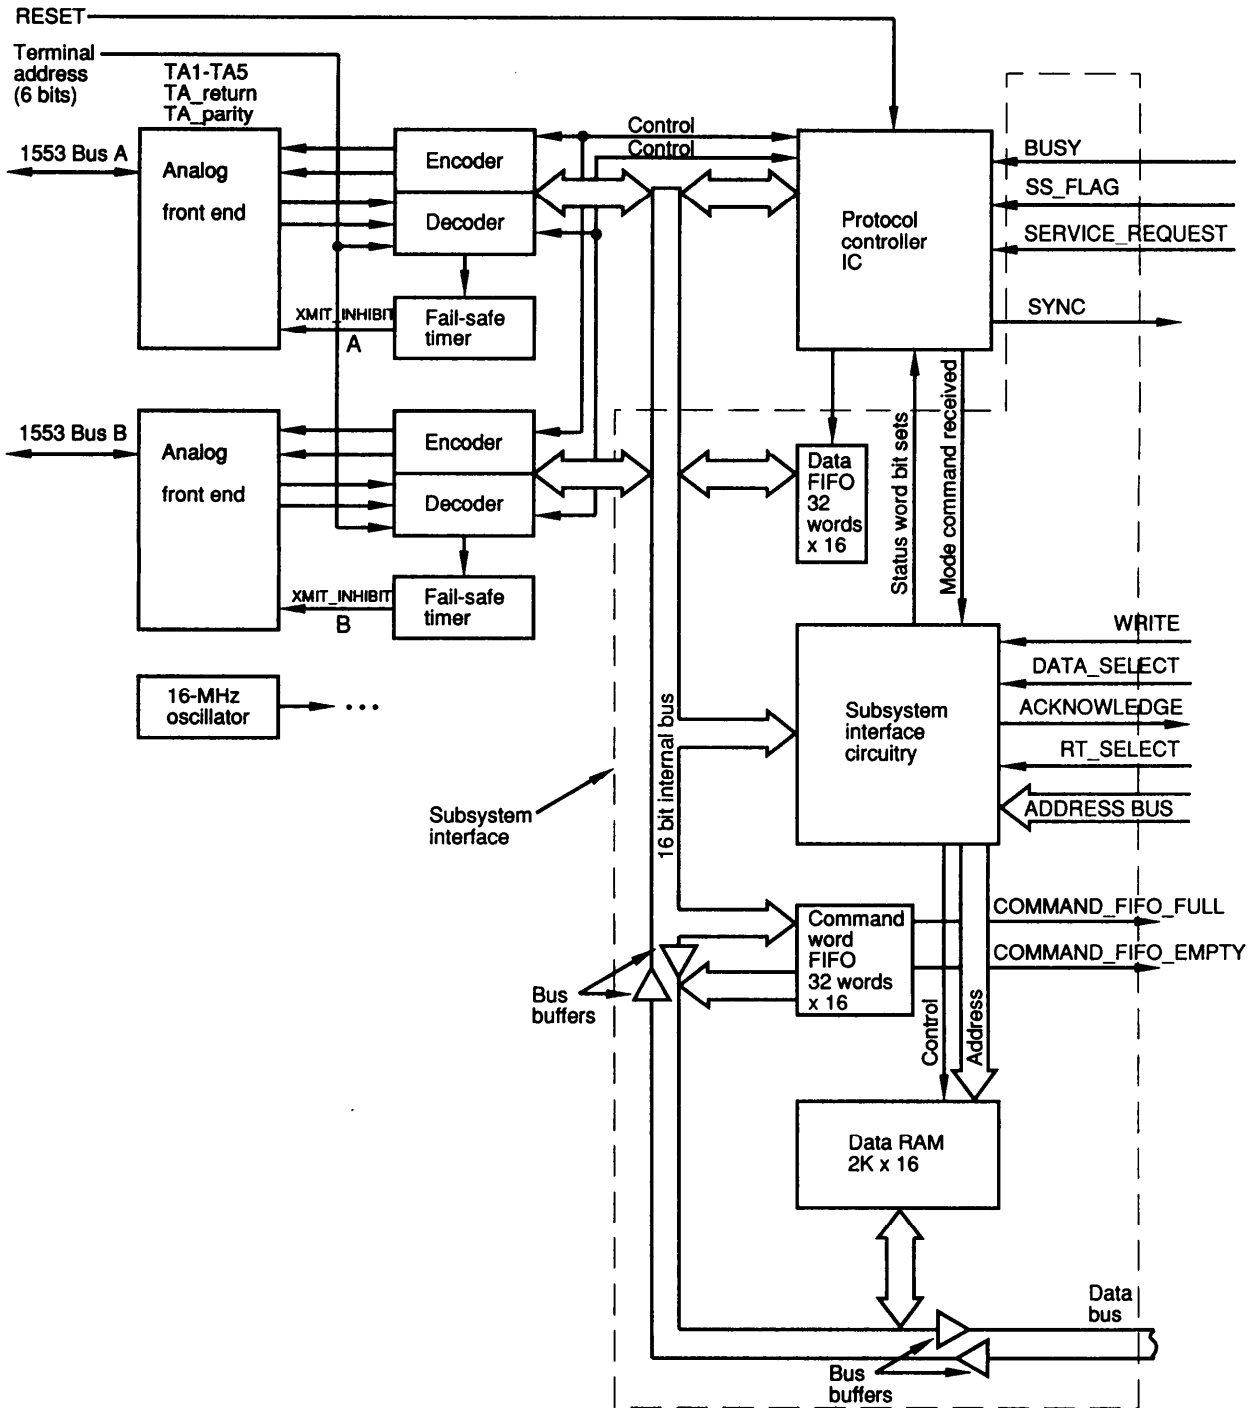 RESET
Terminal
address
(6 bits)
TA1-TA5
TA_return
TA_parity
1553 Bus A
Analog
front end
Encoder
Decoder
XMIT_INHIBIT
A
Fail-safe
timer
Control
Control
Protocol
controller
IC
BUSY
SS_FLAG
SERVICE_REQUEST
SYNC
1553 Bus B
Analog
front end
Encoder
Decoder
XMIT_INHIBIT
B
Fail-safe
timer
Data
FIFO
32
words
x 16
Status word bit sets
Mode command received
16-MHz
oscillator
• • •
16 bit internal bus
Subsystem
interface
circuitry
WRITE
DATA_SELECT
ACKNOWLEDGE
RT_SELECT
ADDRESS BUS
Subsystem
interface
Command
word
FIFO
32 words
x 16
COMMAND_FIFO_FULL
COMMAND_FIFO_EMPTY
Bus
buffers
Control
Address
Data RAM
2K x 16
Data
bus
Bus
buffers